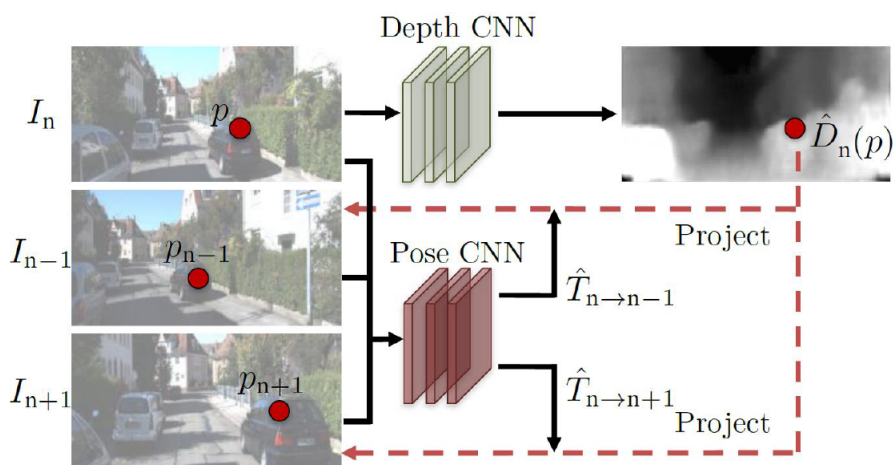 Depth CNN
I_n
p
D̂_n(p)
Project
I_{n−1}
p_{n−1}
Pose CNN
T̂_{n→n−1}
I_{n+1}
p_{n+1}
T̂_{n→n+1}
Project